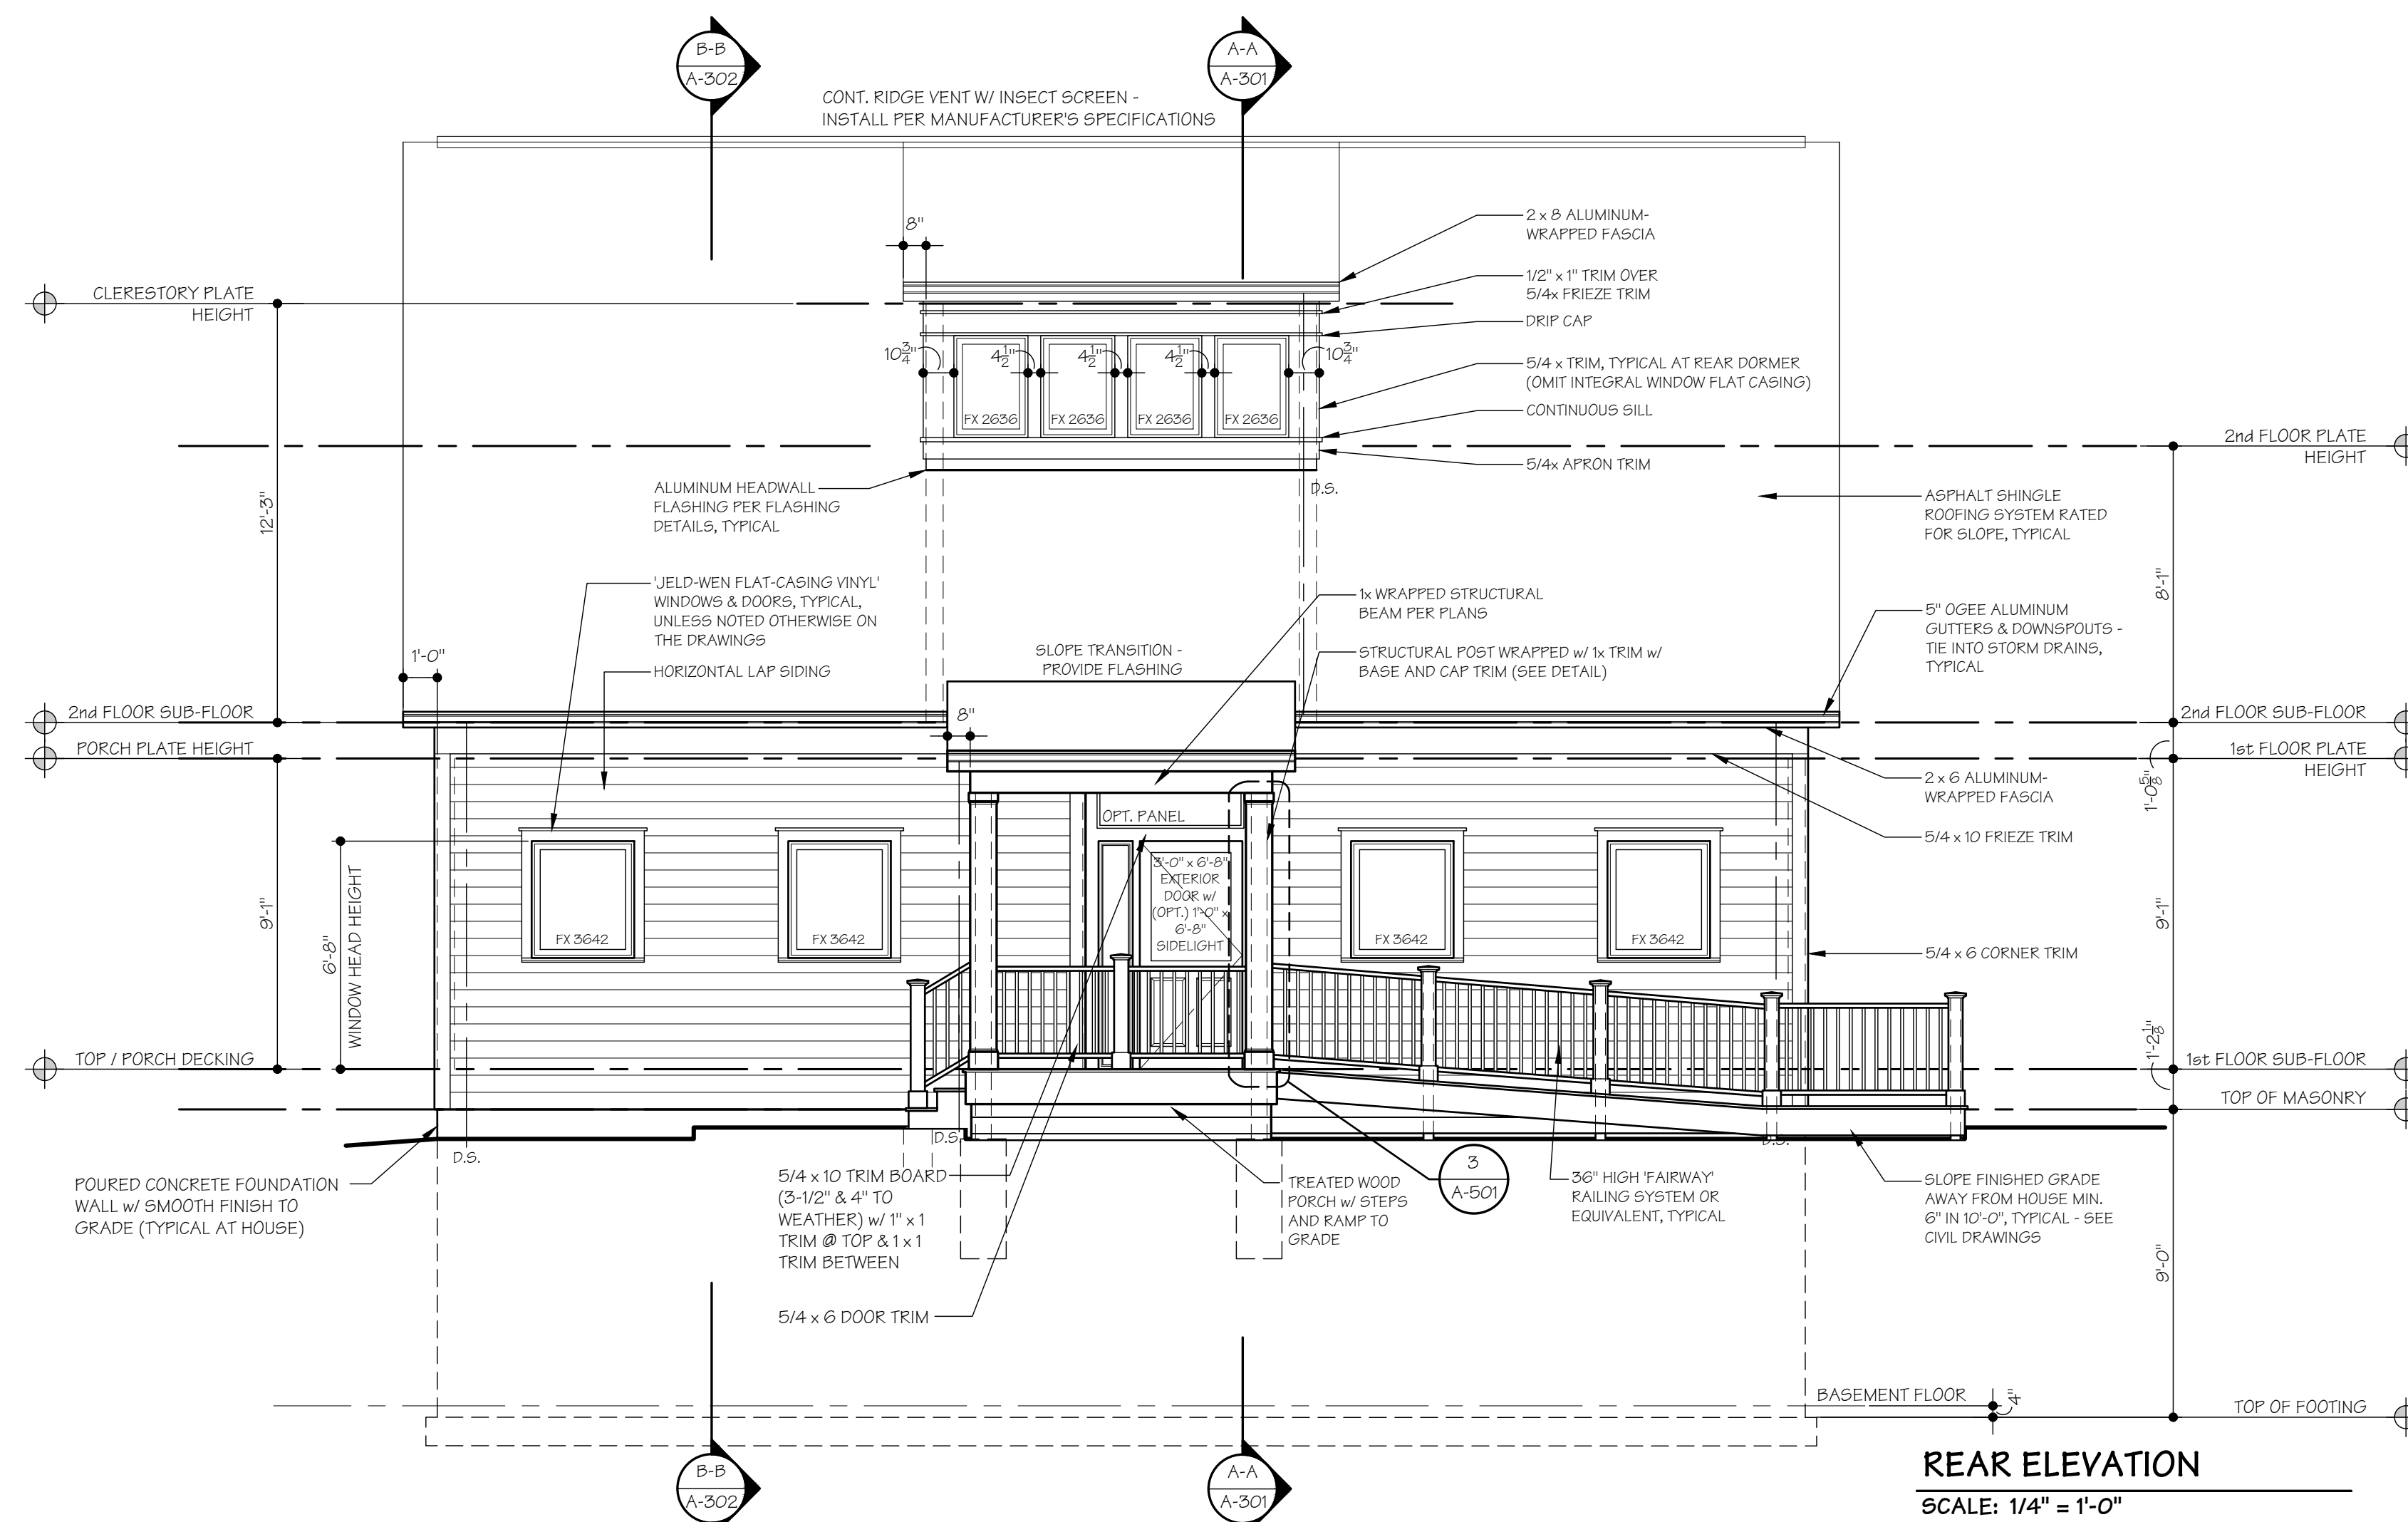 B-B
A-302
A-A
A-301
CONT. RIDGE VENT W/ INSECT SCREEN -
INSTALL PER MANUFACTURER'S SPECIFICATIONS
8"
2 x 8 ALUMINUM-
WRAPPED FASCIA
1/2" x 1" TRIM OVER
5/4x FRIEZE TRIM
DRIP CAP
5/4 x TRIM, TYPICAL AT REAR DORMER
(OMIT INTEGRAL WINDOW FLAT CASING)
CONTINUOUS SILL
5/4x APRON TRIM
CLERESTORY PLATE
HEIGHT
10 3/4"
4 1/2"
4 1/2"
4 1/2"
10 3/4"
FX 2636
FX 2636
FX 2636
FX 2636
2nd FLOOR PLATE
HEIGHT
ALUMINUM HEADWALL
FLASHING PER FLASHING
DETAILS, TYPICAL
D.S.
ASPHALT SHINGLE
ROOFING SYSTEM RATED
FOR SLOPE, TYPICAL
12'-3"
8'-1"
'JELD-WEN FLAT-CASING VINYL'
WINDOWS & DOORS, TYPICAL,
UNLESS NOTED OTHERWISE ON
THE DRAWINGS
HORIZONTAL LAP SIDING
1x WRAPPED STRUCTURAL
BEAM PER PLANS
SLOPE TRANSITION -
PROVIDE FLASHING
STRUCTURAL POST WRAPPED w/ 1x TRIM w/
BASE AND CAP TRIM (SEE DETAIL)
5" OGEE ALUMINUM
GUTTERS & DOWNSPOUTS -
TIE INTO STORM DRAINS,
TYPICAL
1'-0"
2nd FLOOR SUB-FLOOR
8"
2nd FLOOR SUB-FLOOR
PORCH PLATE HEIGHT
1st FLOOR PLATE
HEIGHT
1'-0 5/8"
2 x 6 ALUMINUM-
WRAPPED FASCIA
5/4 x 10 FRIEZE TRIM
OPT. PANEL
3'-0" x 6'-8"
EXTERIOR
DOOR w/
(OPT.) 1'-0" x
6'-8"
SIDELIGHT
FX 3642
FX 3642
FX 3642
FX 3642
9'-1"
6'-8"
WINDOW HEAD HEIGHT
9'-1"
5/4 x 6 CORNER TRIM
TOP / PORCH DECKING
1'-2 1/8"
1st FLOOR SUB-FLOOR
TOP OF MASONRY
D.S.
D.S.
D.S.
POURED CONCRETE FOUNDATION
WALL w/ SMOOTH FINISH TO
GRADE (TYPICAL AT HOUSE)
5/4 x 10 TRIM BOARD
(3-1/2" & 4" TO
WEATHER) w/ 1" x 1
TRIM @ TOP & 1 x 1
TRIM BETWEEN
5/4 x 6 DOOR TRIM
TREATED WOOD
PORCH w/ STEPS
AND RAMP TO
GRADE
3
A-501
36" HIGH 'FAIRWAY'
RAILING SYSTEM OR
EQUIVALENT, TYPICAL
SLOPE FINISHED GRADE
AWAY FROM HOUSE MIN.
6" IN 10'-0", TYPICAL - SEE
CIVIL DRAWINGS
9'-0"
BASEMENT FLOOR
4"
TOP OF FOOTING
B-B
A-302
A-A
A-301
REAR ELEVATION
SCALE: 1/4" = 1'-0"